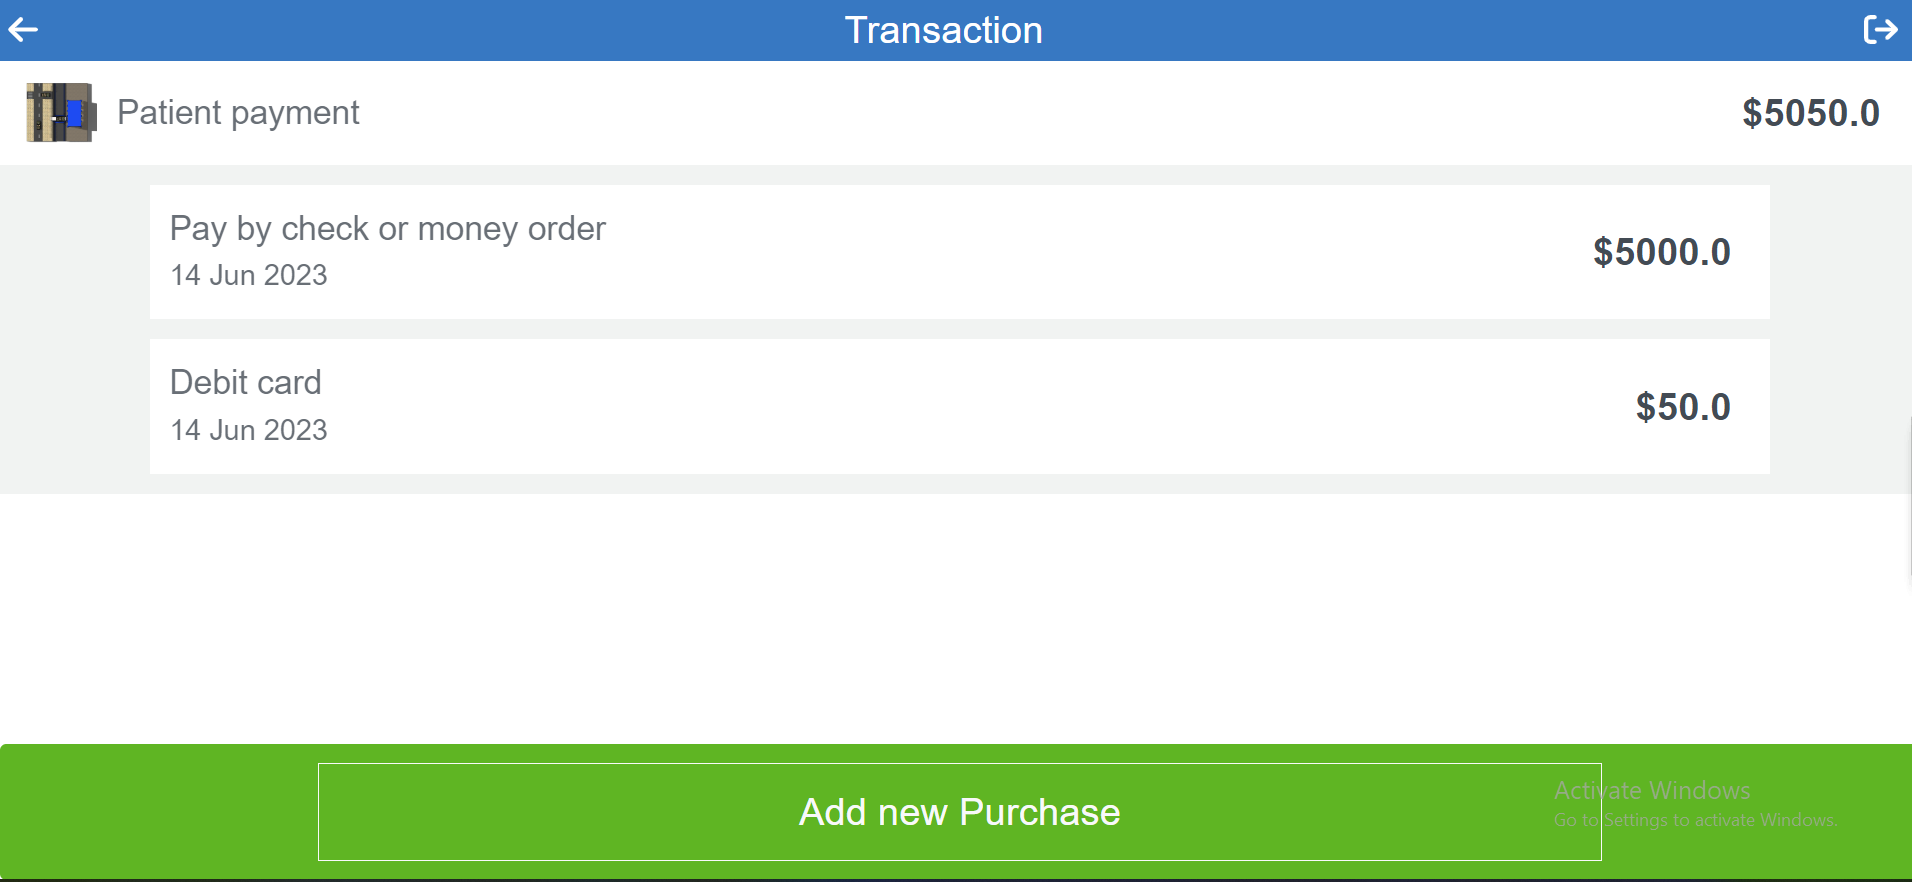 Transaction
Patient payment
$5050.0
Pay by check or money order
$5000.0
14 Jun 2023
Debit card
$50.0
14 Jun 2023
Add new Purchase
Activate Windows
Go to Settings to activate Windows.